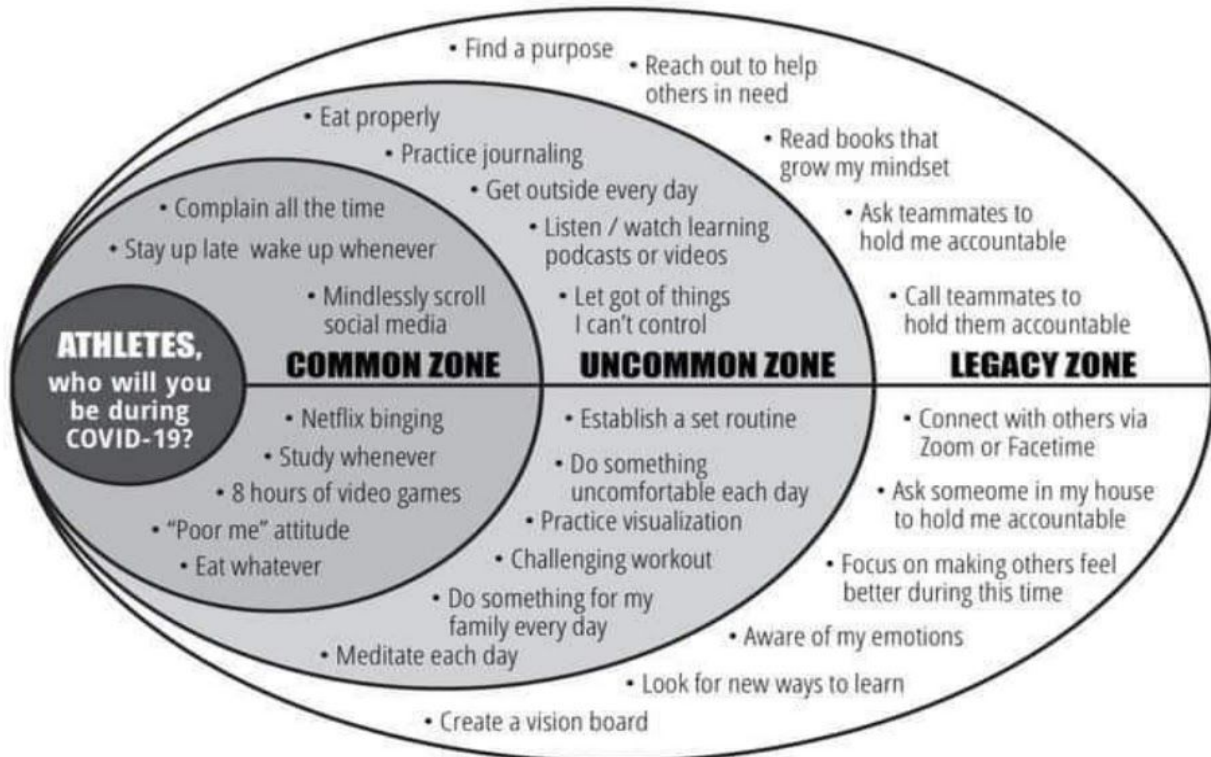 • Find a purpose
• Reach out to help
others in need
• Eat properly
• Read books that
grow my mindset
• Practice journaling
• Get outside every day
• Complain all the time
• Ask teammates to
hold me accountable
• Listen / watch learning
podcasts or videos
• Stay up late wake up whenever
• Mindlessly scroll
social media
• Let got of things
I can't control
• Call teammates to
hold them accountable
ATHLETES,
who will you
be during
COVID-19?
COMMON ZONE
UNCOMMON ZONE
LEGACY ZONE
• Netflix binging
• Study whenever
• 8 hours of video games
• "Poor me" attitude
• Eat whatever
• Establish a set routine
• Do something
uncomfortable each day
• Practice visualization
• Challenging workout
• Do something for my
family every day
• Meditate each day
• Connect with others via
Zoom or Facetime
• Ask someome in my house
to hold me accountable
• Focus on making others feel
better during this time
• Aware of my emotions
• Look for new ways to learn
• Create a vision board